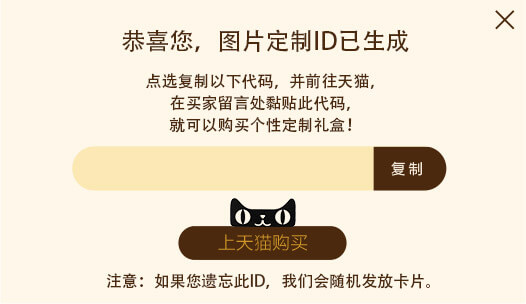 恭喜您，图片定制ID已生成
点选复制以下代码，并前往天猫，
在买家留言处黏贴此代码，
就可以购买个性定制礼盒！
复制
上天猫购买
注意：如果您遗忘此ID，我们会随机发放卡片。